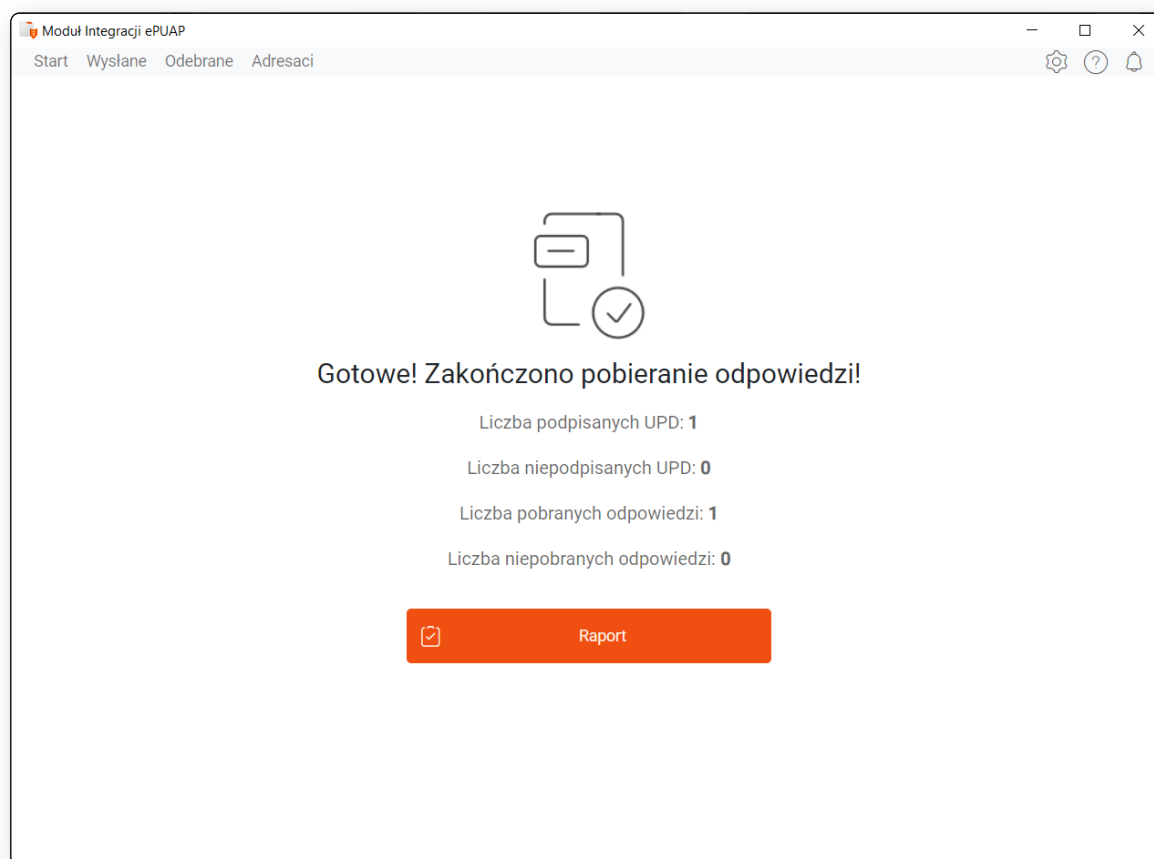 Moduł Integracji ePUAP
Start Wysłane Odebrane Adresaci
?
Gotowe! Zakończono pobieranie odpowiedzi!
Liczba podpisanych UPD: 1
Liczba niepodpisanych UPD: 0
Liczba pobranych odpowiedzi: 1
Liczba niepobranych odpowiedzi: 0
Raport